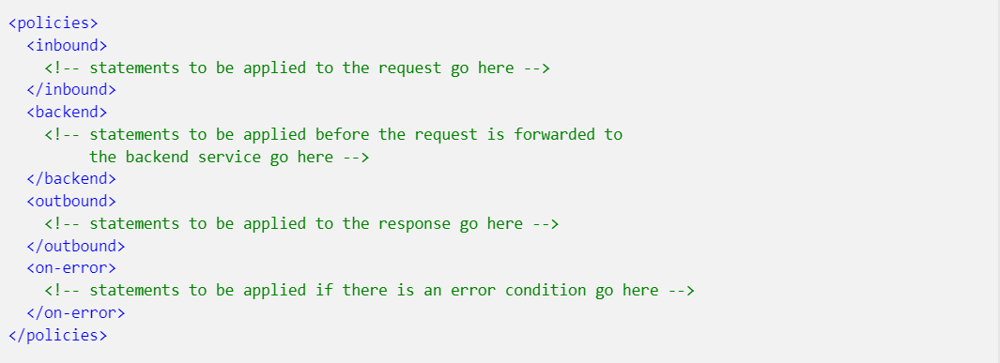 <policies>
  <inbound>
    <!-- statements to be applied to the request go here -->
  </inbound>
  <backend>
    <!-- statements to be applied before the request is forwarded to
         the backend service go here -->
  </backend>
  <outbound>
    <!-- statements to be applied to the response go here -->
  </outbound>
  <on-error>
    <!-- statements to be applied if there is an error condition go here -->
  </on-error>
</policies>